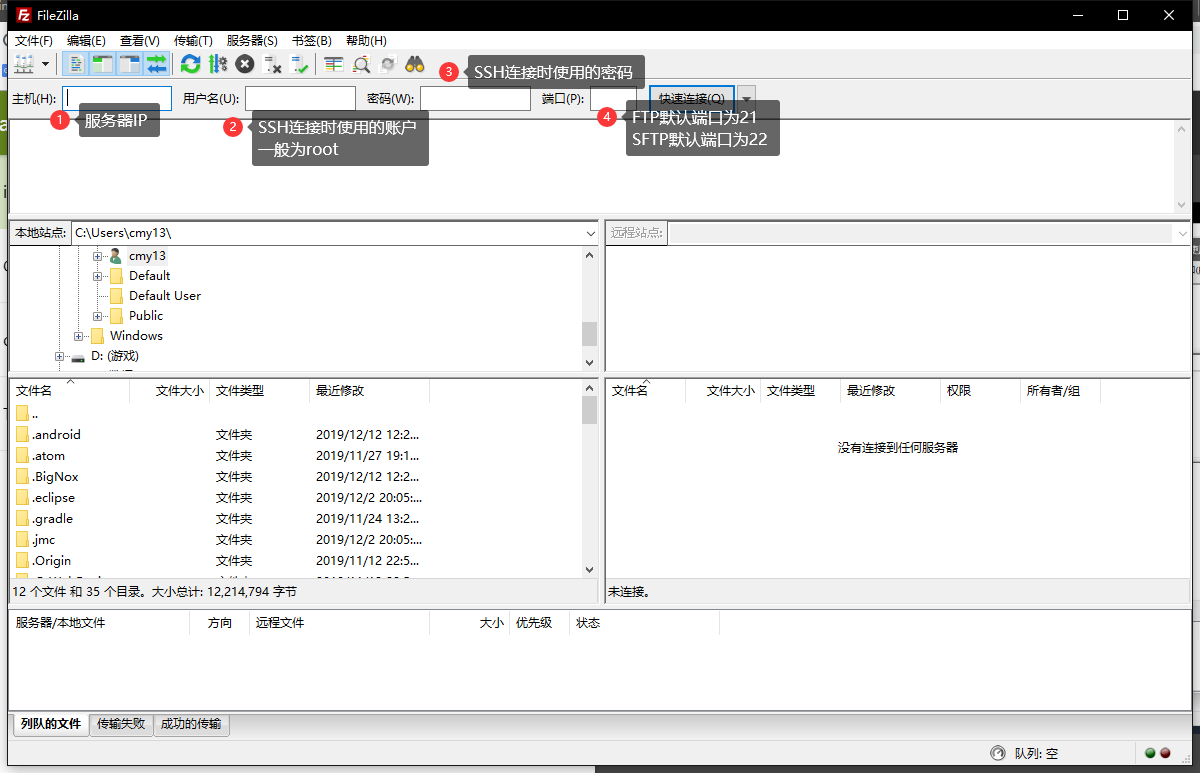 FileZilla
文件(F) 编辑(E) 查看(V) 传输(T) 服务器(S) 书签(B) 帮助(H)
3 SSH连接时使用的密码
主机(H): 用户名(U): 密码(W): 端口(P): 快速连接(Q)
1 服务器IP
2 SSH连接时使用的账户
一般为root
4 FTP默认端口为21
SFTP默认端口为22
本地站点: C:\Users\cmy13\
远程站点:
cmy13
Default
Default User
Public
Windows
D: (游戏)
文件名 文件大小 文件类型 最近修改
..
.android 文件夹 2019/12/12 12:2...
.atom 文件夹 2019/11/27 19:1...
.BigNox 文件夹 2019/12/12 12:2...
.eclipse 文件夹 2019/12/2 20:05:...
.gradle 文件夹 2019/11/24 13:2...
.jmc 文件夹 2019/12/2 20:05:...
.Origin 文件夹 2019/11/12 22:5...
12 个文件 和 35 个目录。大小总计: 12,214,794 字节
文件名 文件大小 文件类型 最近修改 权限 所有者/组
没有连接到任何服务器
未连接。
服务器/本地文件 方向 远程文件 大小 优先级 状态
列队的文件 传输失败 成功的传输
队列: 空